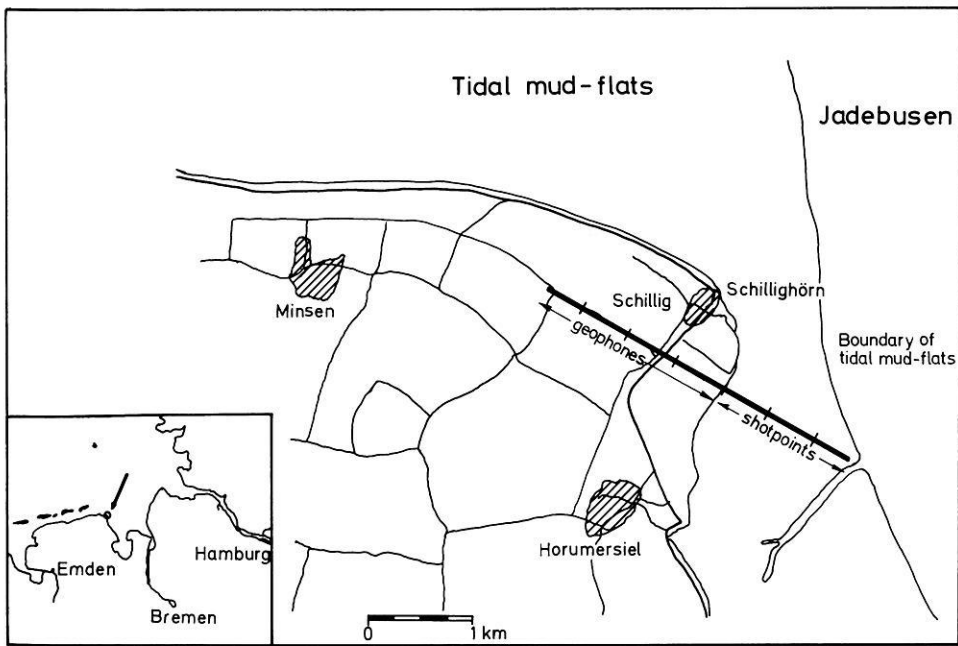 Tidal mud-flats
Jadebusen
Schillighörn
Schillig
Minsen
geophones
Boundary of
tidal mud-flats
shotpoints
Horumersiel
Hamburg
Emden
Bremen
0 1 km